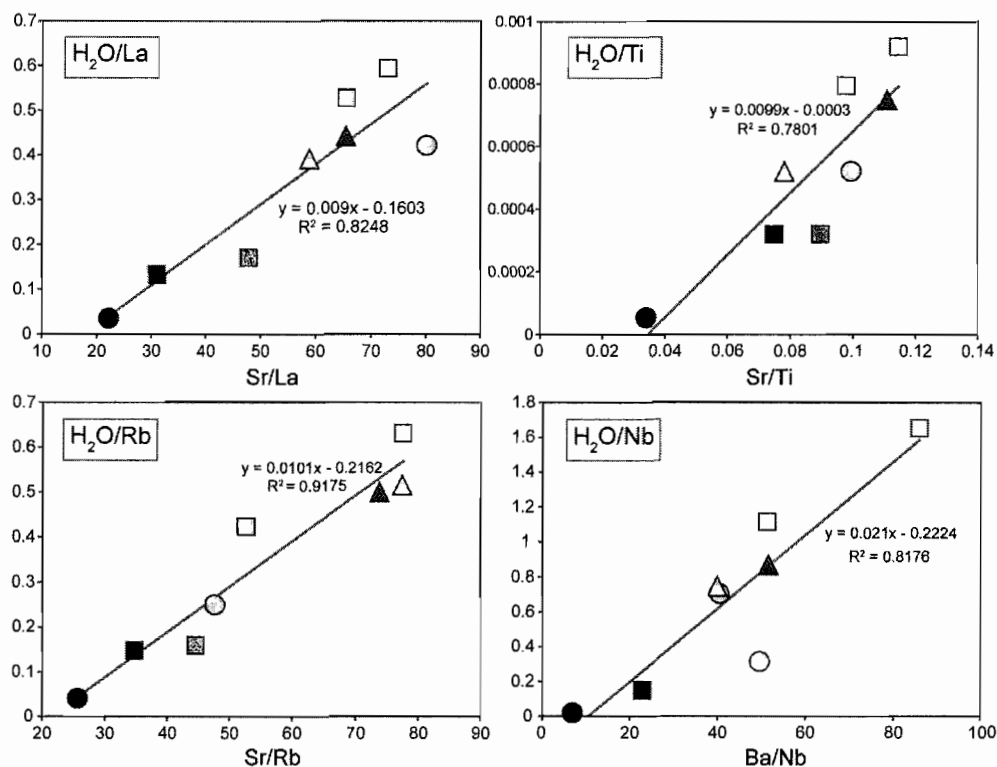 H₂O/La
0.7
0.6
0.5
0.4
0.3
0.2
0.1
0
y = 0.009x - 0.1603
R² = 0.8248
10 20 30 40 50 60 70 80 90
Sr/La
H₂O/Ti
0.001
0.0008
0.0006
0.0004
0.0002
0
y = 0.0099x - 0.0003
R² = 0.7801
0 0.02 0.04 0.06 0.08 0.1 0.12 0.14
Sr/Ti
H₂O/Rb
0.7
0.6
0.5
0.4
0.3
0.2
0.1
0
y = 0.0101x - 0.2162
R² = 0.9175
20 30 40 50 60 70 80 90
Sr/Rb
H₂O/Nb
1.8
1.6
1.4
1.2
1
0.8
0.6
0.4
0.2
0
y = 0.021x - 0.2224
R² = 0.8176
0 20 40 60 80 100
Ba/Nb